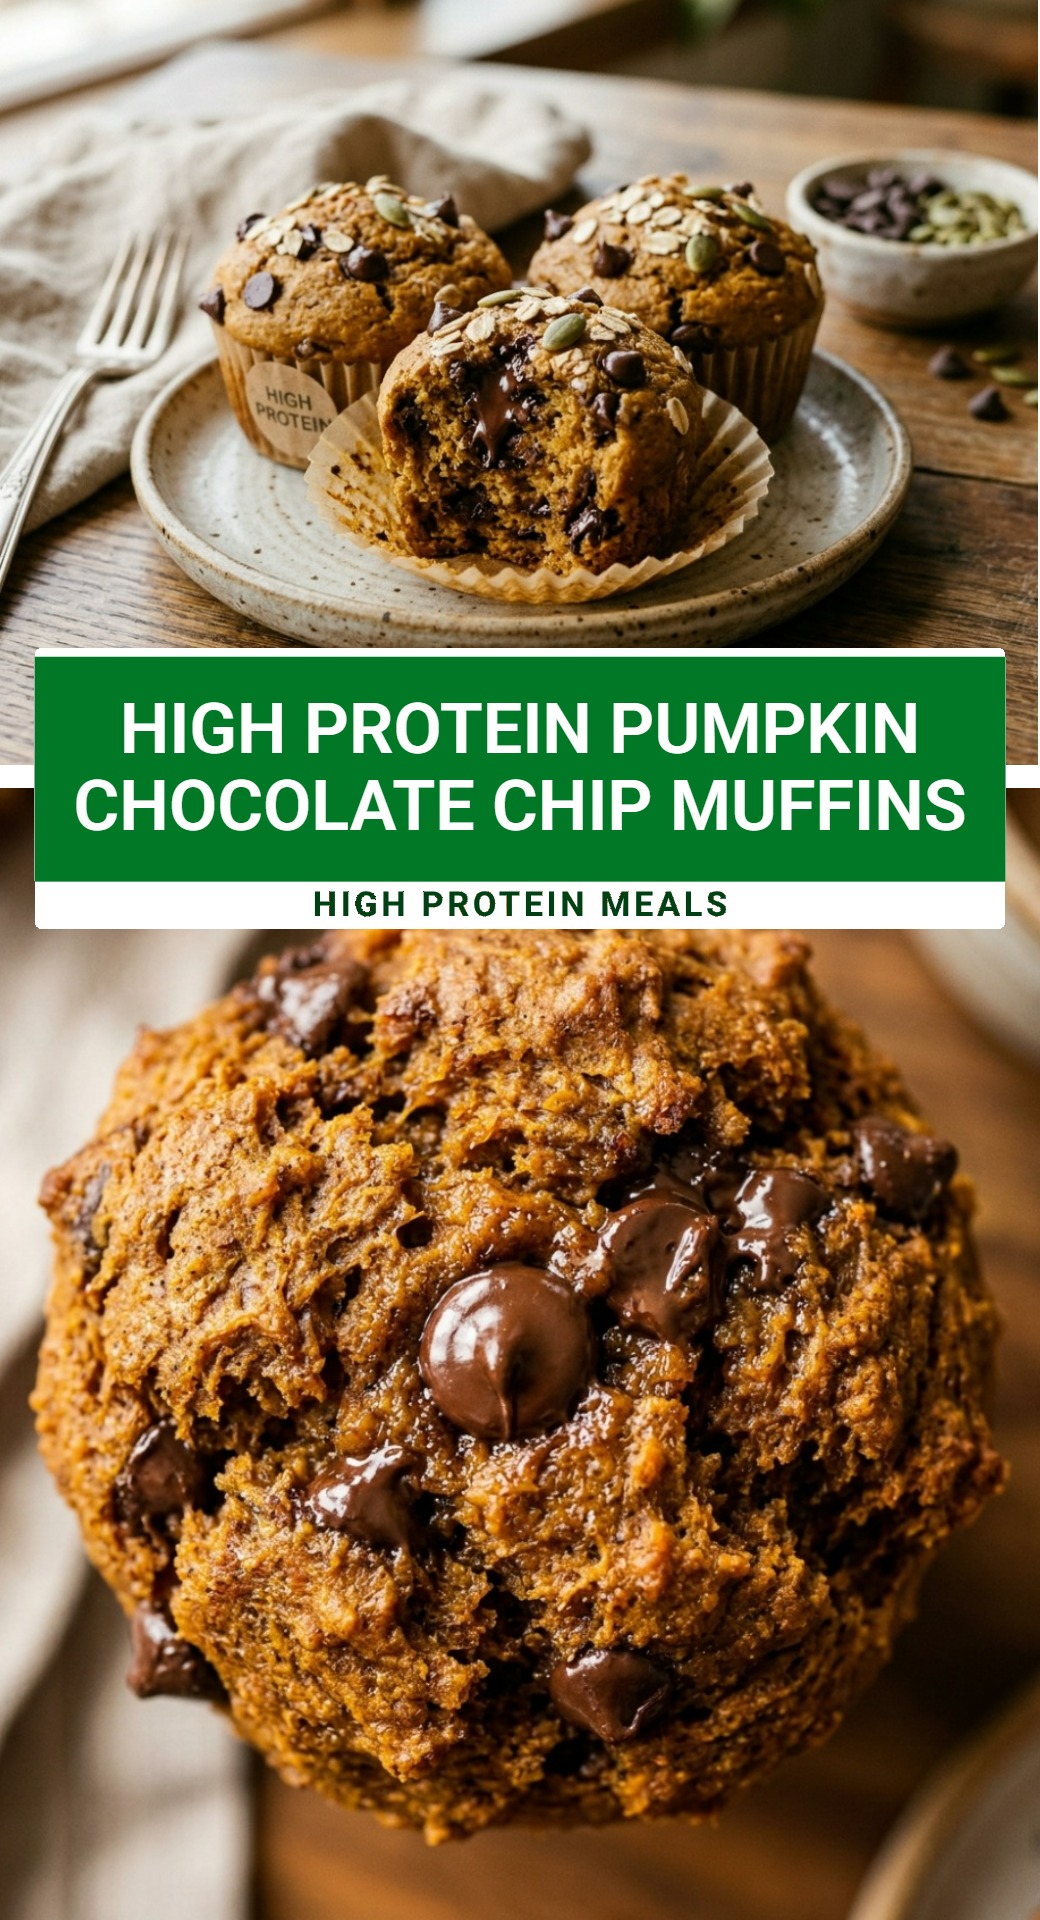 HIGH
PROTEIN
HIGH PROTEIN PUMPKIN
CHOCOLATE CHIP MUFFINS
HIGH PROTEIN MEALS